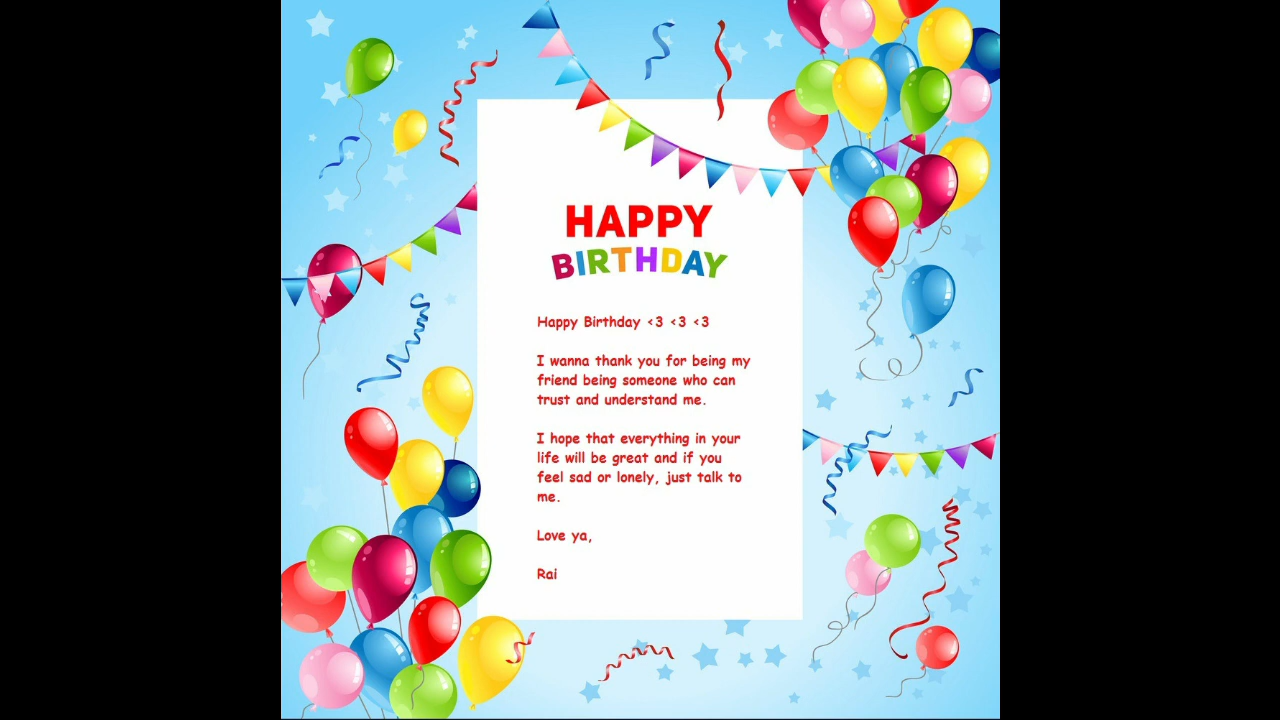 HAPPY
BIRTHDAY
Happy Birthday <3 <3 <3
I wanna thank you for being my
friend being someone who can
trust and understand me.
I hope that everything in your
life will be great and if you
feel sad or lonely, just talk to
me.
Love ya,
Rai